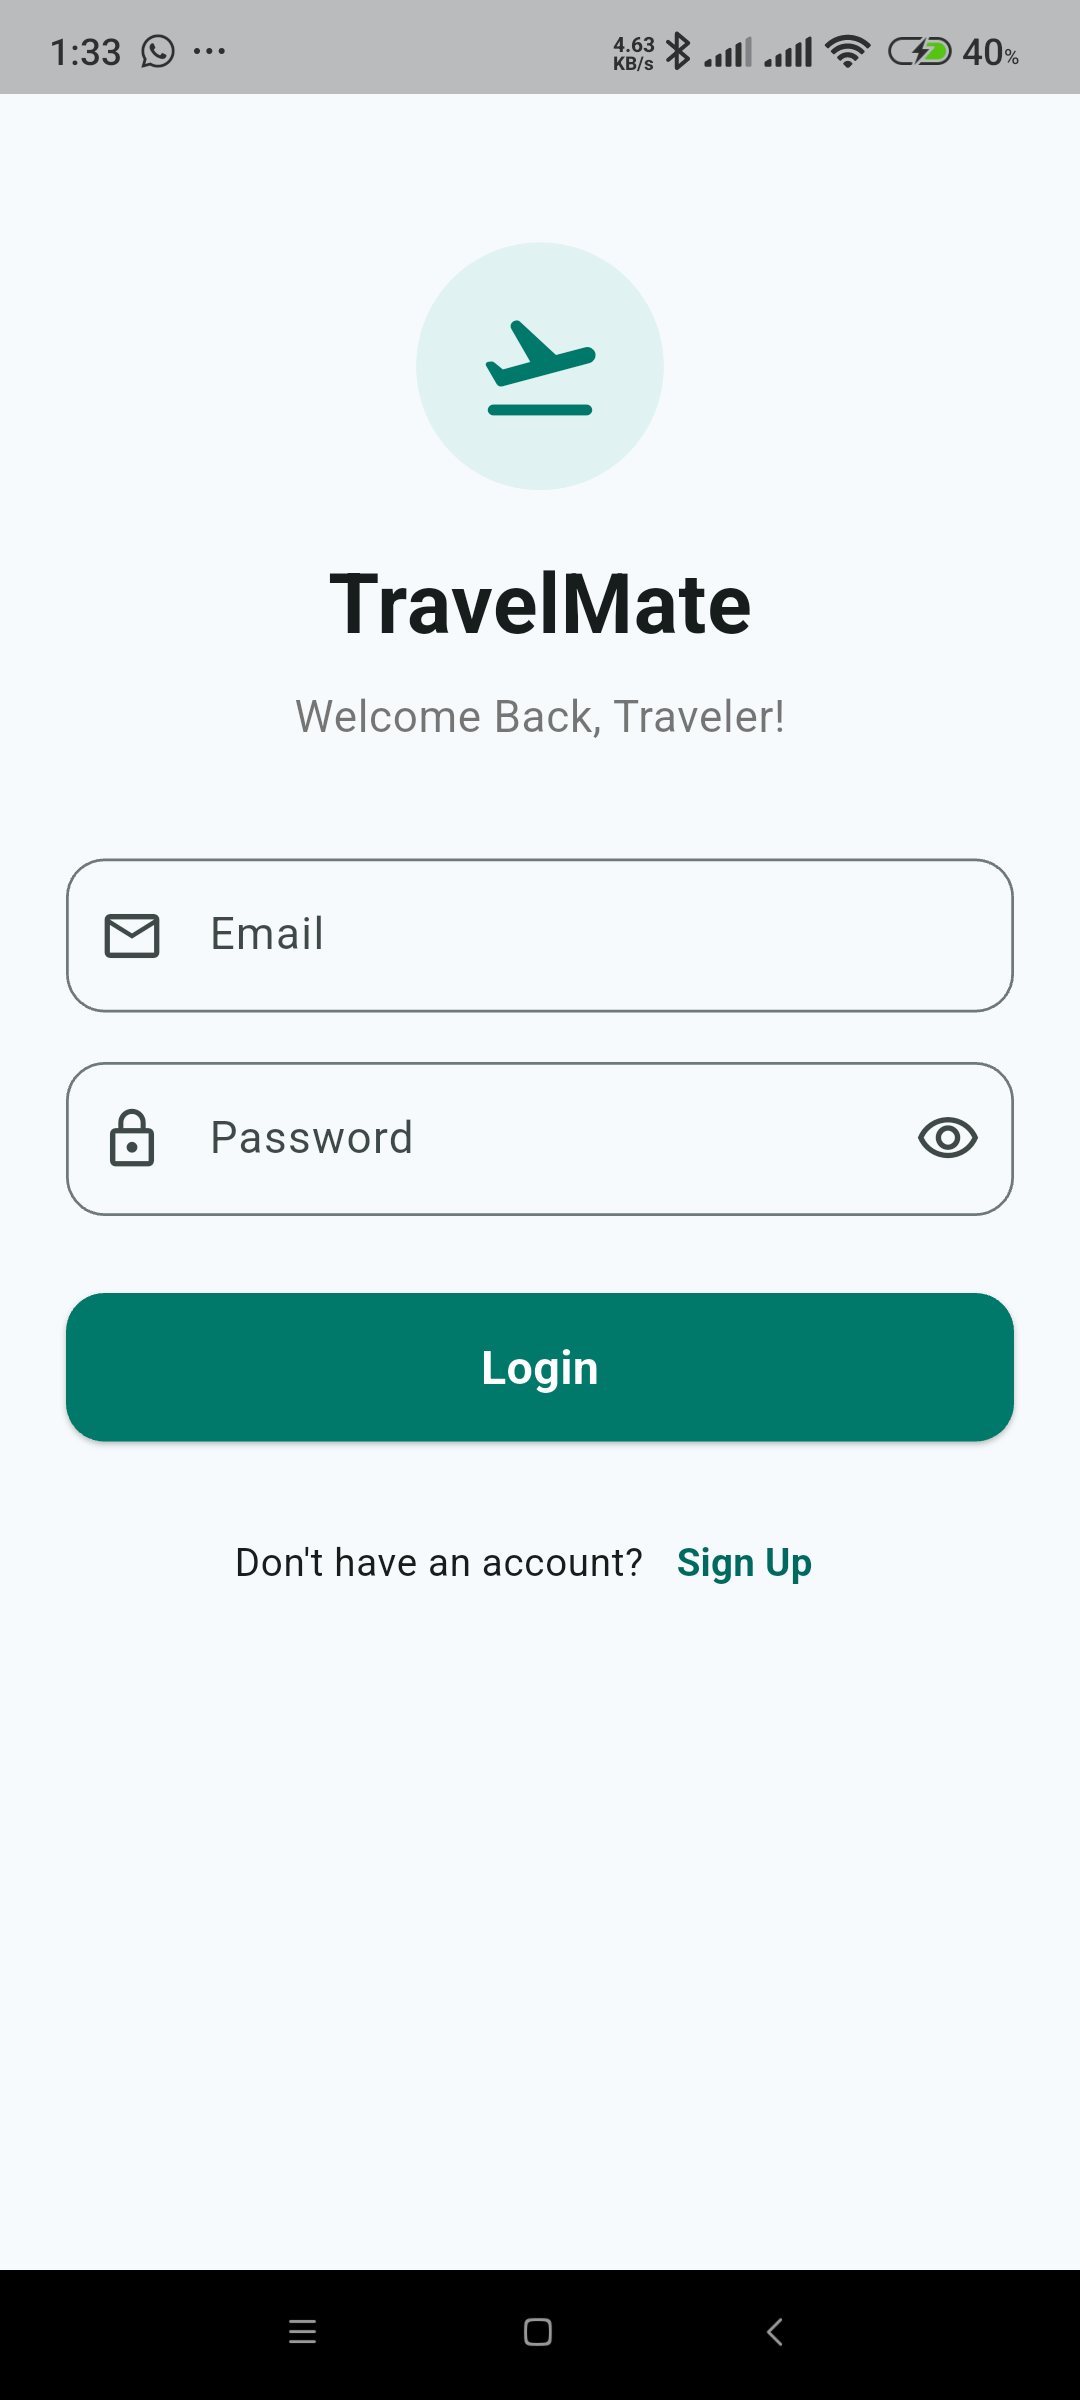 1:33 ... 4.63 KB/s 40%
TravelMate
Welcome Back, Traveler!
Email
Password
Login
Don't have an account? Sign Up